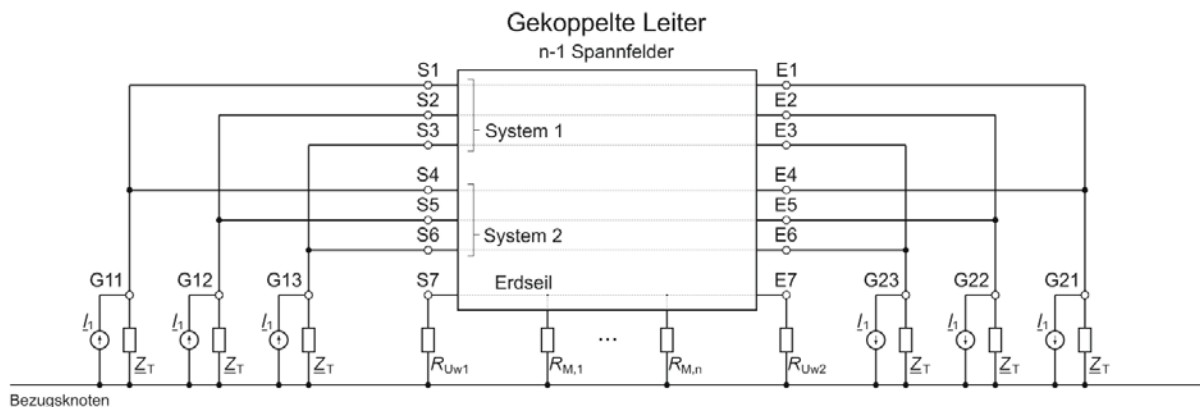 Gekoppelte Leiter
n-1 Spannfelder
S1 E1
S2 E2
S3 System 1 E3
S4 E4
S5 E5
S6 System 2 E6
G11 G12 G13 S7 Erdseil E7 G23 G22 G21
I1 I1 I1 ... I1 I1 I1
ZT ZT ZT RUw1 RM,1 RM,n RUw2 ZT ZT ZT
Bezugsknoten